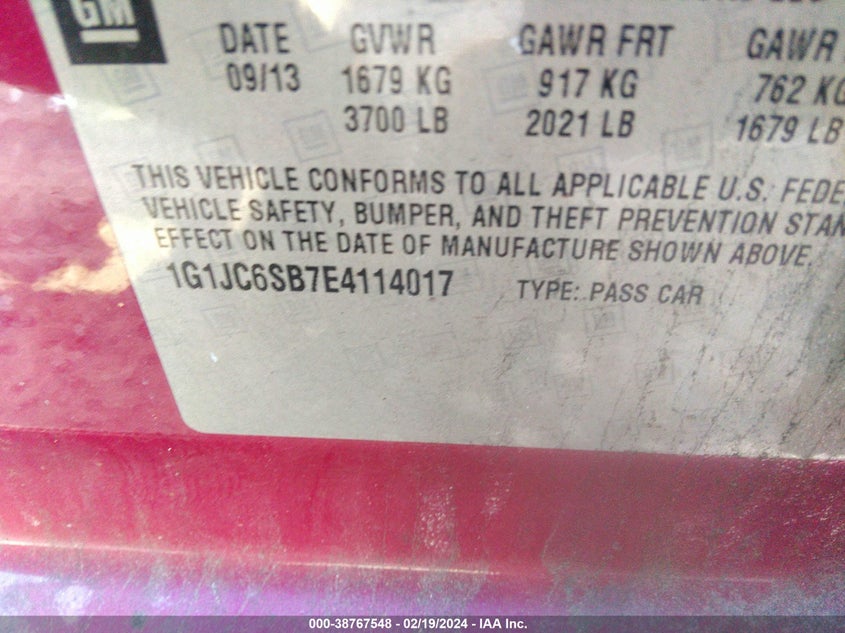 GM
DATE GVWR GAWR FRT GAWR
09/13 1679 KG 917 KG 762 KG
3700 LB 2021 LB 1679 LB
THIS VEHICLE CONFORMS TO ALL APPLICABLE U.S. FEDE
VEHICLE SAFETY, BUMPER, AND THEFT PREVENTION STAN
EFFECT ON THE DATE OF MANUFACTURE SHOWN ABOVE.
1G1JC6SB7E4114017 TYPE: PASS CAR
000-38767548 - 02/19/2024 - IAA Inc.